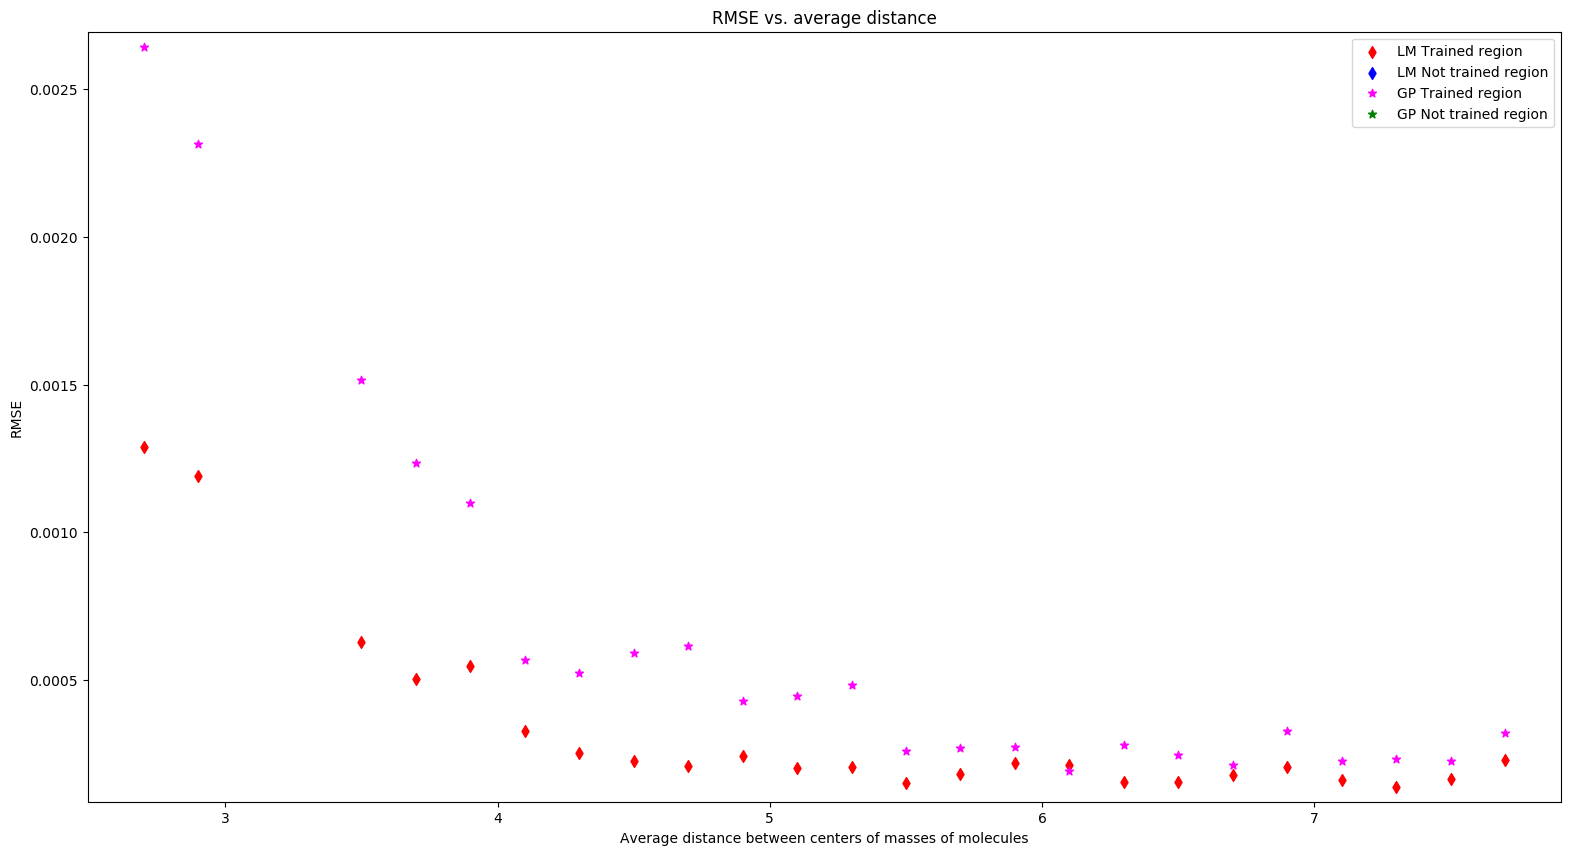 RMSE vs. average distance
LM Trained region
LM Not trained region
GP Trained region
GP Not trained region
0.0025
0.0020
0.0015
0.0010
0.0005
RMSE
3 4 5 6 7
Average distance between centers of masses of molecules